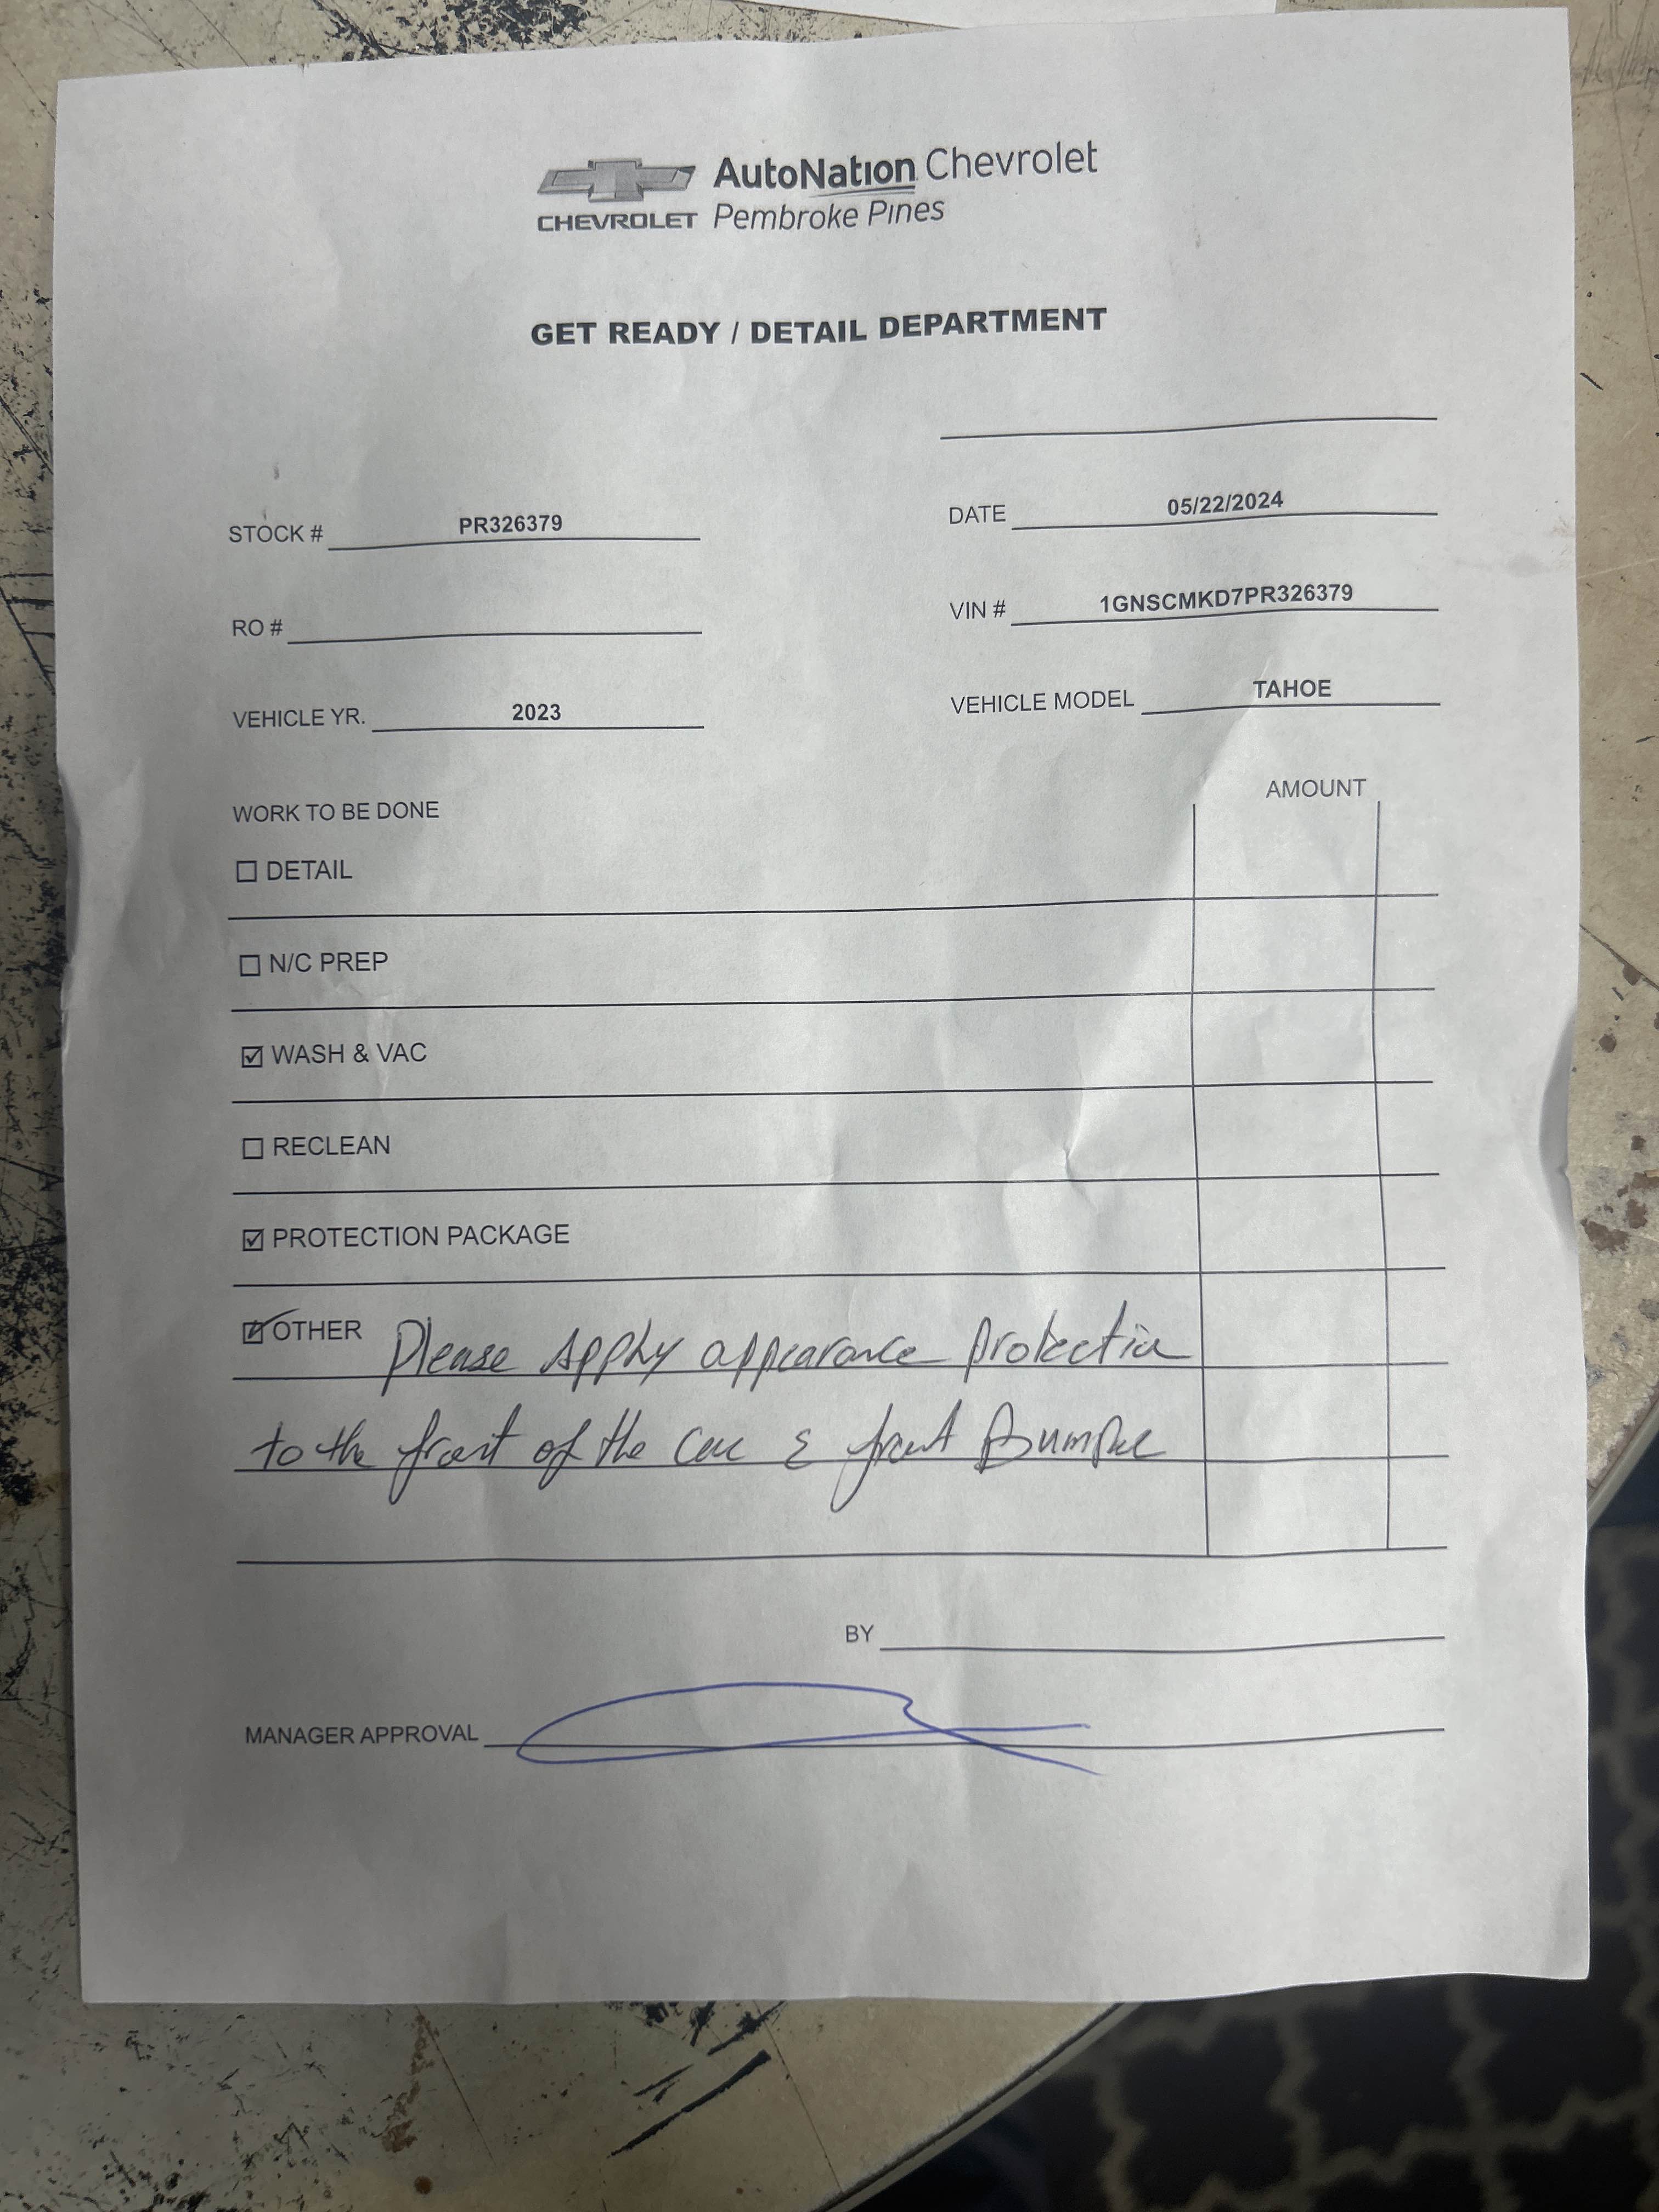 AutoNation Chevrolet
CHEVROLET Pembroke Pines
GET READY / DETAIL DEPARTMENT
STOCK # PR326379 DATE 05/22/2024
RO # VIN # 1GNSCMKD7PR326379
VEHICLE YR. 2023 VEHICLE MODEL TAHOE
WORK TO BE DONE AMOUNT
DETAIL
N/C PREP
WASH & VAC
RECLEAN
PROTECTION PACKAGE
OTHER Please Apply appearance protection
to the front of the car & front Bumper
BY
MANAGER APPROVAL